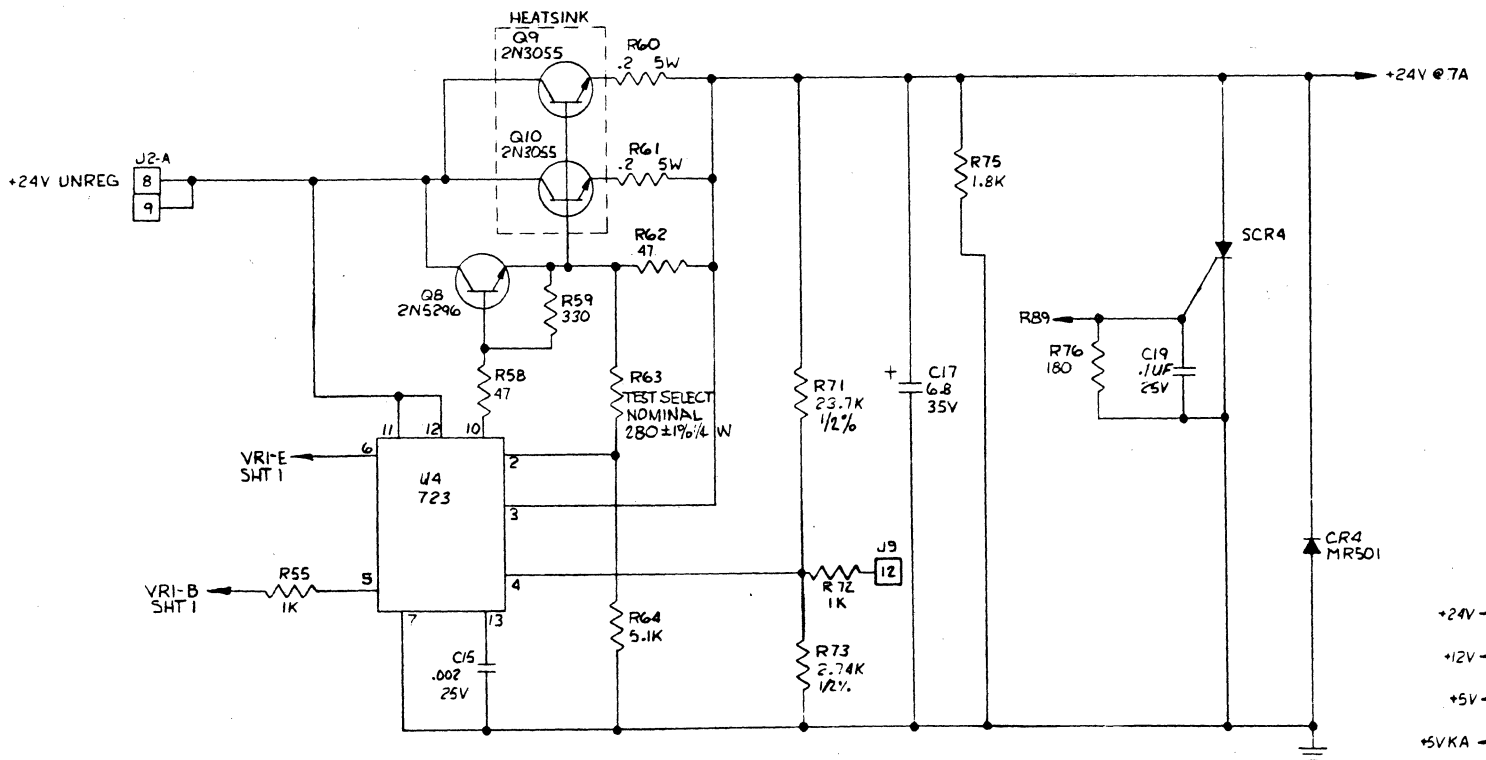 HEATSINK
Q9
2N3055
R60
.2 5W
+24V @ 7A
Q10
2N3055
R61
.2 5W
J2-A
+24V UNREG
8
9
R75
1.8K
R62
47
SCR4
Q8
2N5296
R59
330
R89
R76
180
C19
.1UF
25V
R58
47
R63
TEST SELECT
NOMINAL
280 ±1% 1/4 W
R71
23.7K
1/2%
+
C17
6.8
35V
11
12
10
6
VR1-E
SHT 1
U4
723
2
3
CR4
MR501
J9
12
R72
1K
4
5
R55
1K
VR1-B
SHT 1
7
13
R64
5.1K
C15
.002
25V
R73
2.74K
1/2%
+24V
+12V
+5V
+5VKA